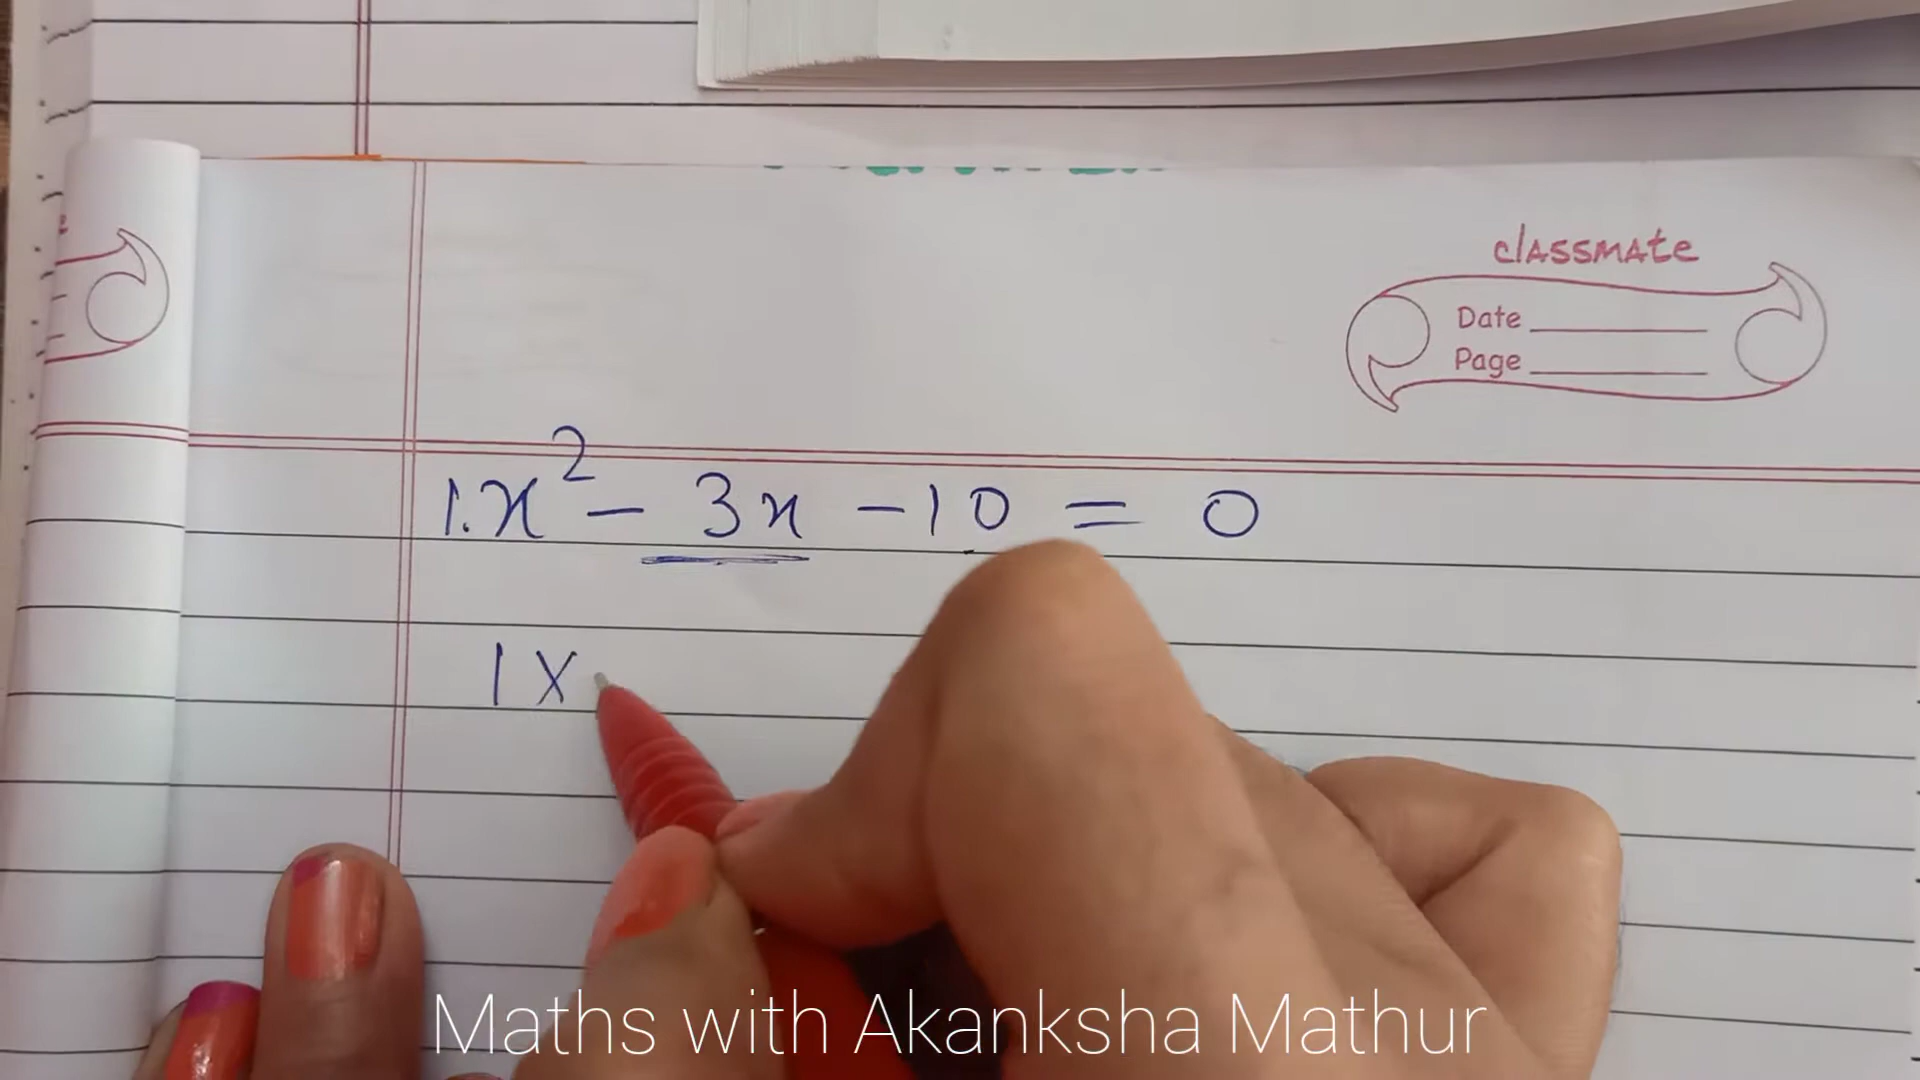 classmate
Date
Page
1.x² - 3x - 10 = 0
1 x
Maths with Akanksha Mathur